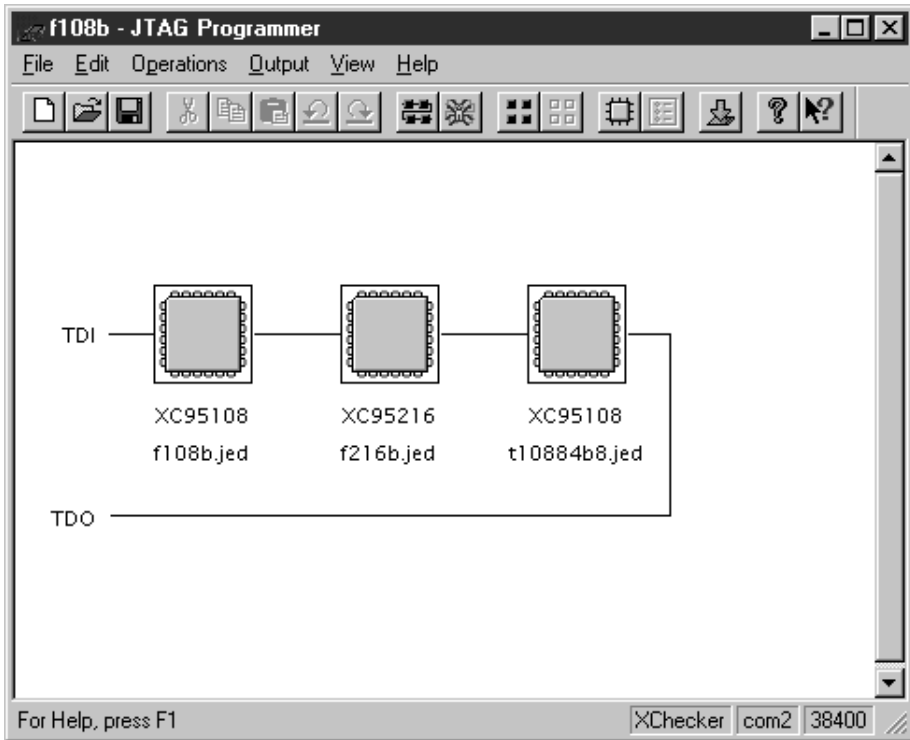 f108b - JTAG Programmer
File Edit Operations Output View Help
TDI
XC95108 XC95216 XC95108
f108b.jed f216b.jed t10884b8.jed
TDO
For Help, press F1 XChecker com2 38400